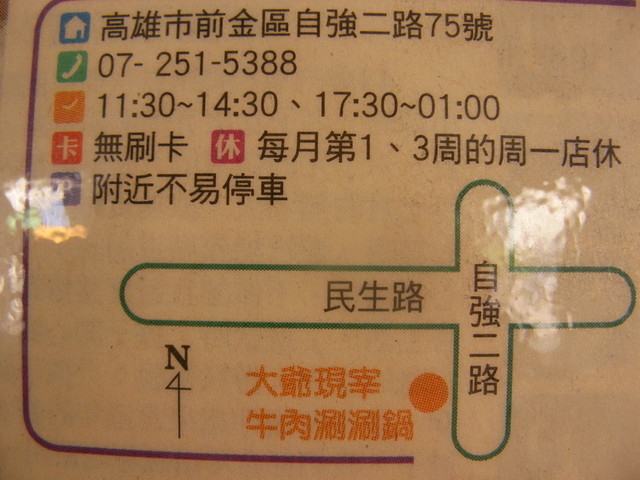 高雄市前金區自強二路75號
07- 251-5388
11:30~14:30、17:30~01:00
卡 無刷卡 休 每月第1、3周的周一店休
P 附近不易停車
民生路
自強二路
N
大爺現宰
牛肉涮涮鍋